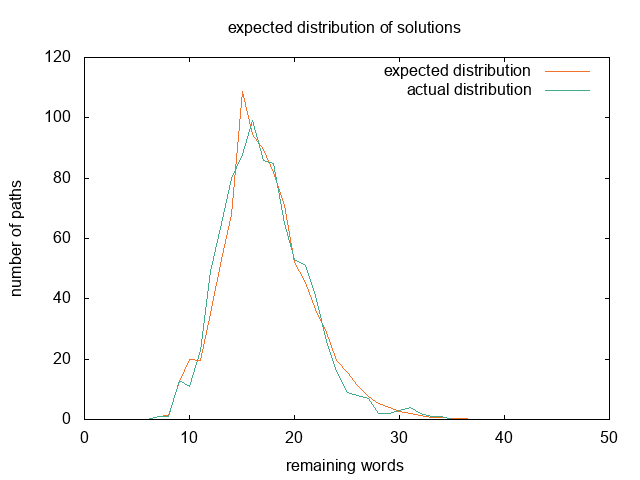 expected distribution of solutions
120
100
80
60
40
20
0
number of paths
expected distribution
actual distribution
0 10 20 30 40 50
remaining words